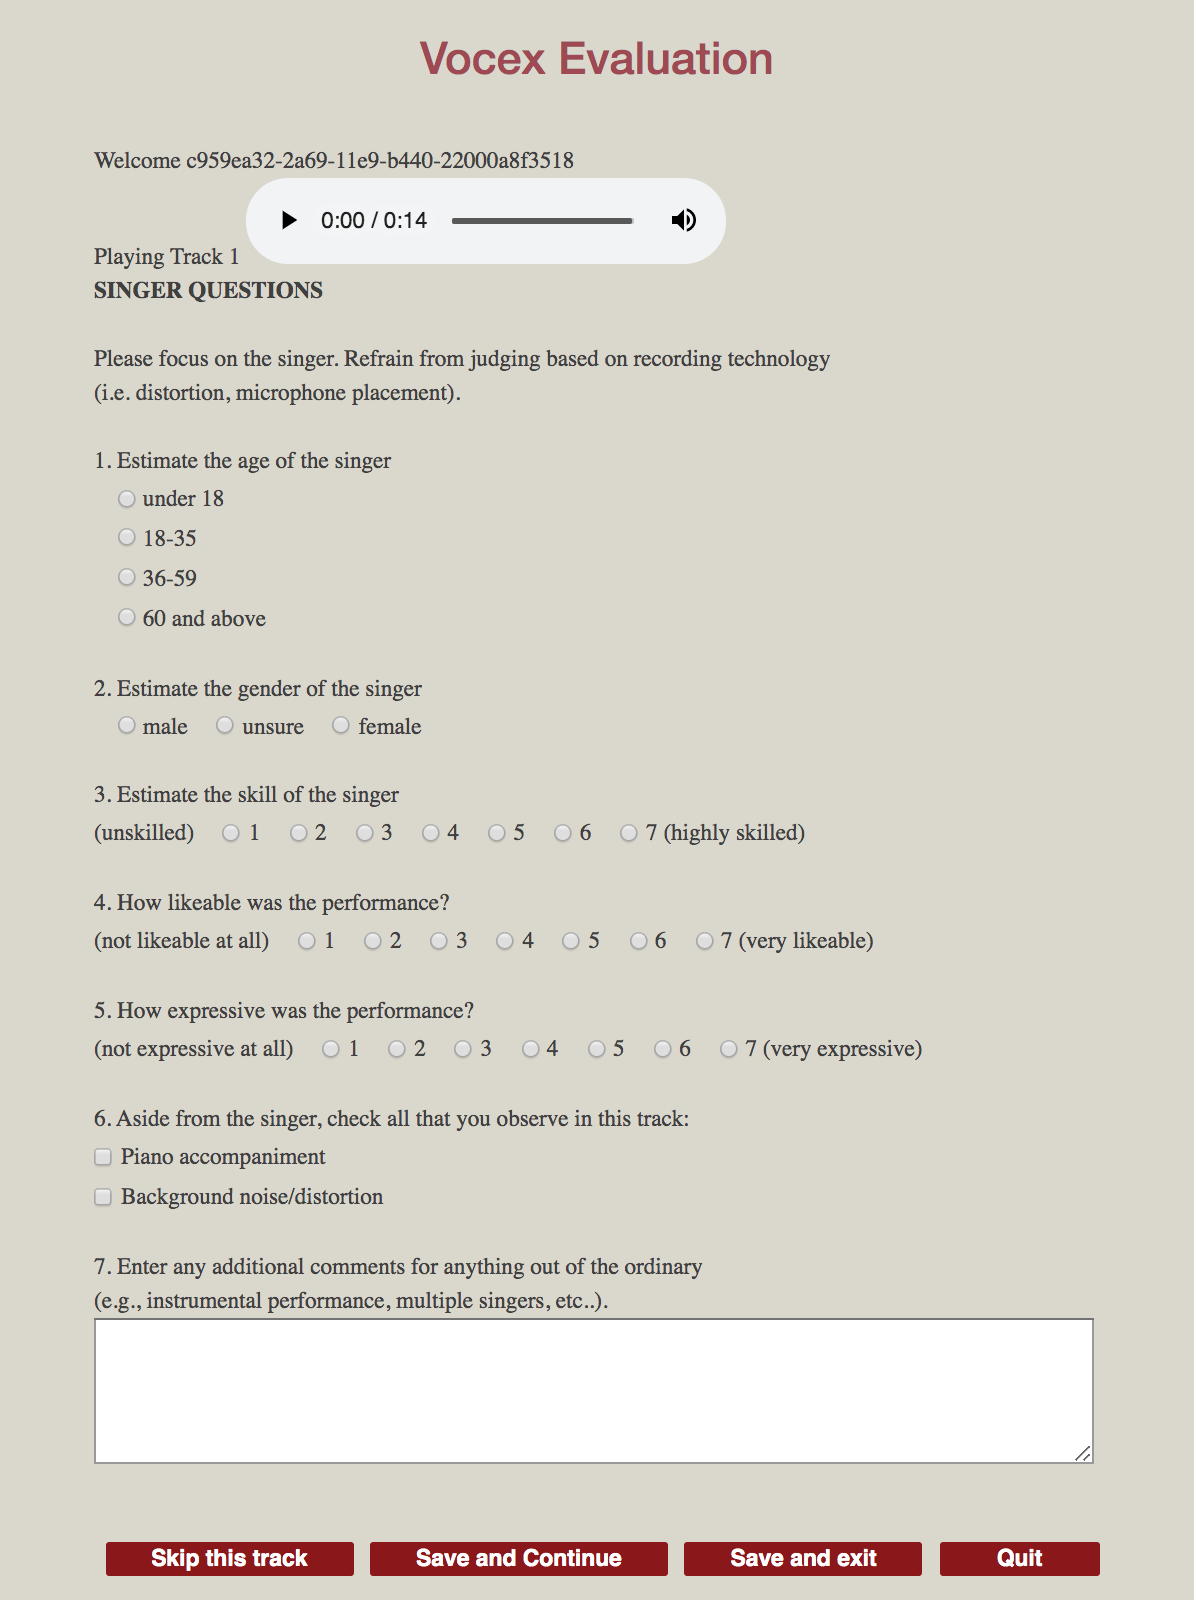 Vocex Evaluation
Welcome c959ea32-2a69-11e9-b440-22000a8f3518
0:00 / 0:14
Playing Track 1
SINGER QUESTIONS
Please focus on the singer. Refrain from judging based on recording technology
(i.e. distortion, microphone placement).
1. Estimate the age of the singer
under 18
18-35
36-59
60 and above
2. Estimate the gender of the singer
male unsure female
3. Estimate the skill of the singer
(unskilled) 1 2 3 4 5 6 7 (highly skilled)
4. How likeable was the performance?
(not likeable at all) 1 2 3 4 5 6 7 (very likeable)
5. How expressive was the performance?
(not expressive at all) 1 2 3 4 5 6 7 (very expressive)
6. Aside from the singer, check all that you observe in this track:
Piano accompaniment
Background noise/distortion
7. Enter any additional comments for anything out of the ordinary
(e.g., instrumental performance, multiple singers, etc..).
Skip this track Save and Continue Save and exit Quit